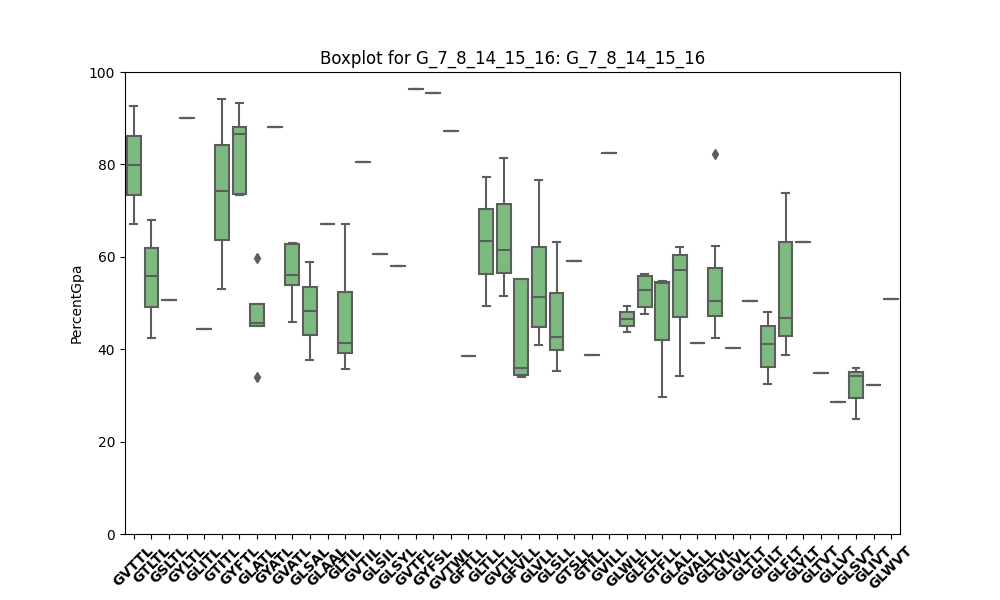 Boxplot for G_7_8_14_15_16: G_7_8_14_15_16
PercentGpa
100
80
60
40
20
0
GVTTL
GTLTL
GSLTL
GYLTL
GLITL
GTITL
GYFTL
GLATL
GYATL
GVATL
GLSAL
GLAAL
GLTIL
GVTIL
GLSIL
GLSYL
GVTFL
GYFSL
GVTWL
GFTLL
GLTLL
GVTLL
GFVLL
GLVLL
GLSLL
GTSLL
GTILL
GVILL
GLWLL
GLFLL
GTFLL
GLALL
GVALL
GLTVL
GLIVL
GLTLT
GLILT
GLFLT
GLYLT
GLTVT
GLLVT
GLSVT
GLIVT
GLWVT